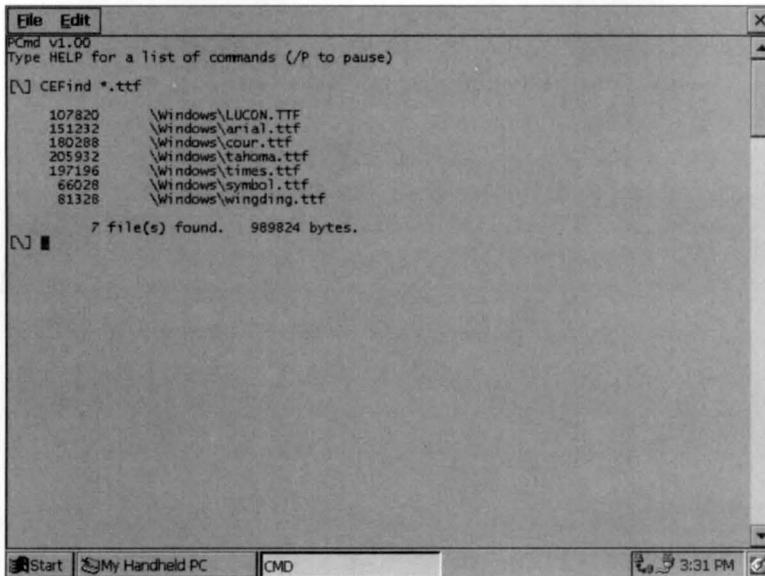 File Edit
PCmd v1.00
Type HELP for a list of commands (/P to pause)
[\] CEFind *.ttf
107820 \Windows\LUCON.TTF
151232 \Windows\arial.ttf
180288 \Windows\cour.ttf
205932 \Windows\tahoma.ttf
197196 \Windows\times.ttf
66028 \Windows\symbol.ttf
81328 \Windows\wingding.ttf
7 file(s) found. 989824 bytes.
[\]
Start My Handheld PC CMD 3:31 PM